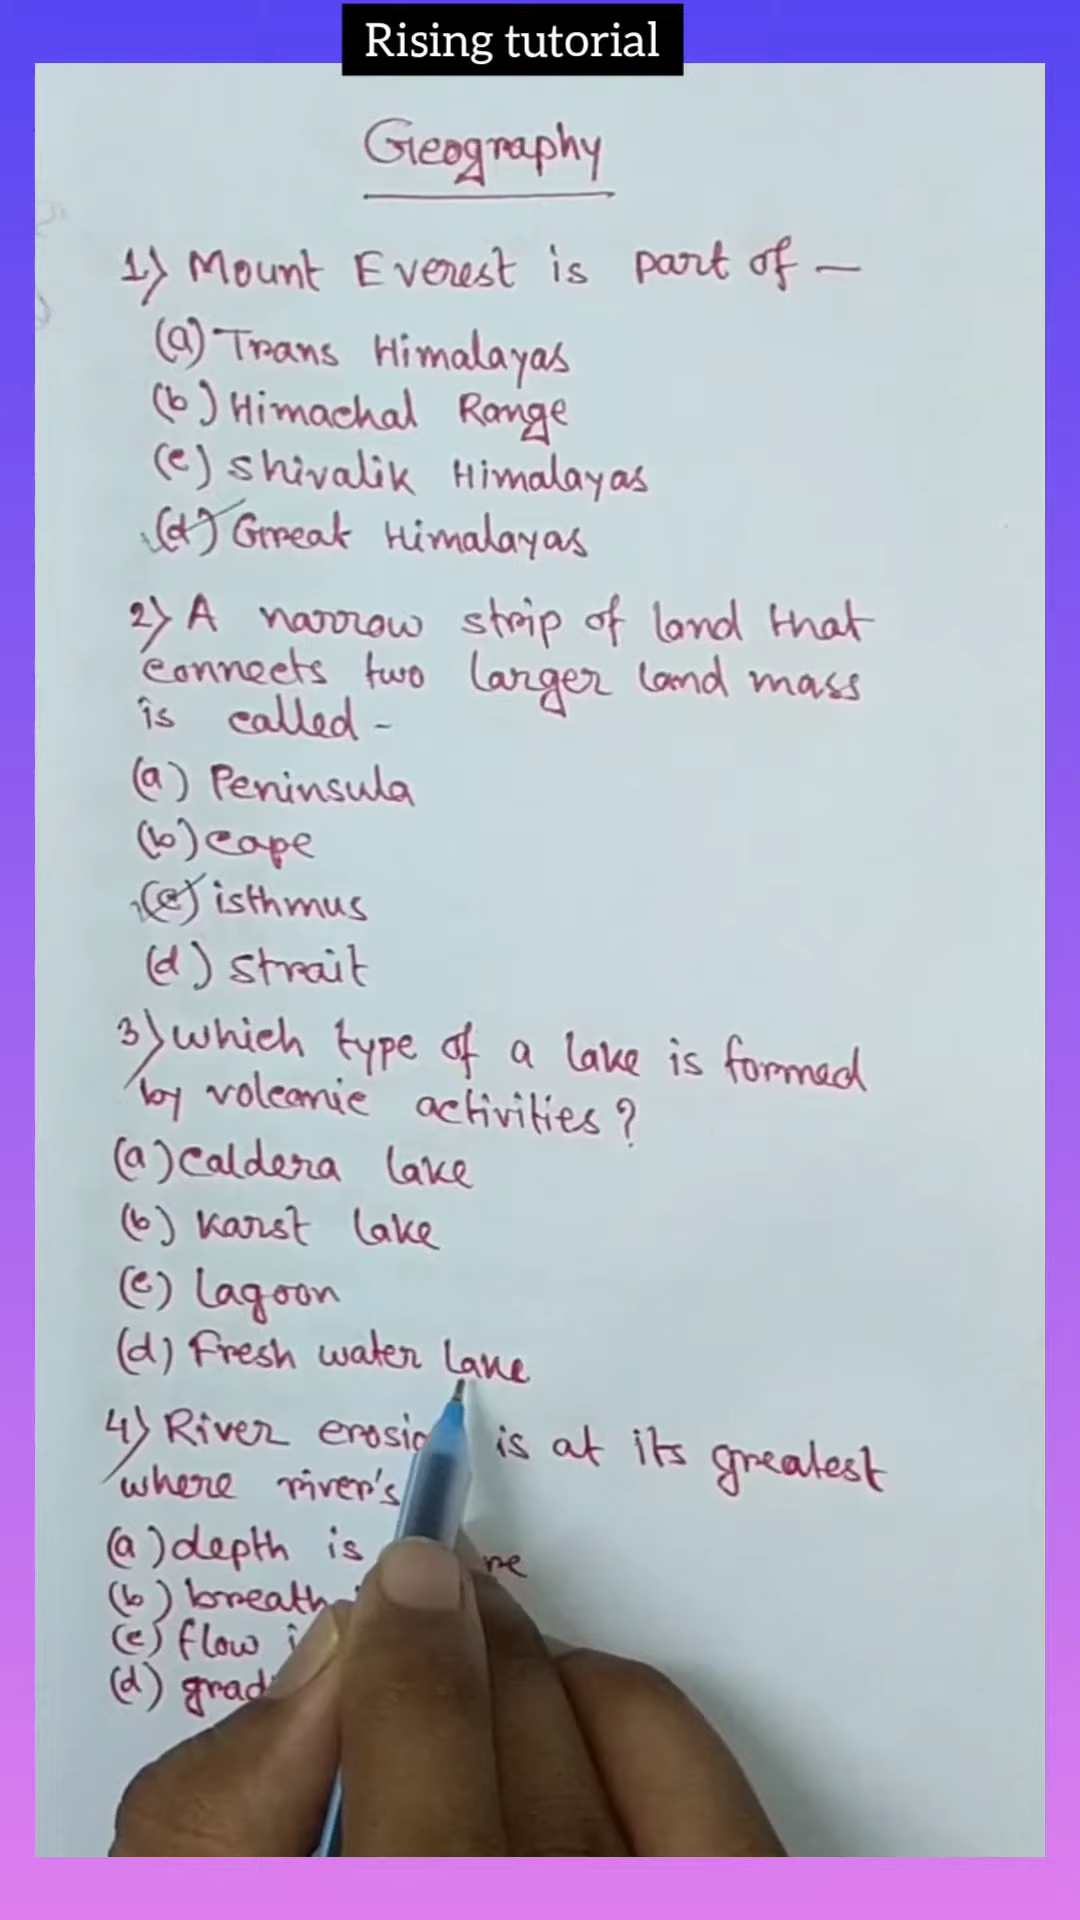 Rising tutorial
Geography
1) Mount Everest is part of —
(a) Trans Himalayas
(b) Himachal Range
(c) Shivalik Himalayas
(d) Great Himalayas
2) A narrow strip of land that
connects two larger land mass
is called -
(a) Peninsula
(b) cape
(c) isthmus
(d) strait
3) Which type of a lake is formed
by volcanic activities?
(a) Caldera lake
(b) Karst lake
(c) Lagoon
(d) Fresh water lake
4) River is at its greatest
where river's
(a) depth is
(b) breath
(c) flow
(d)